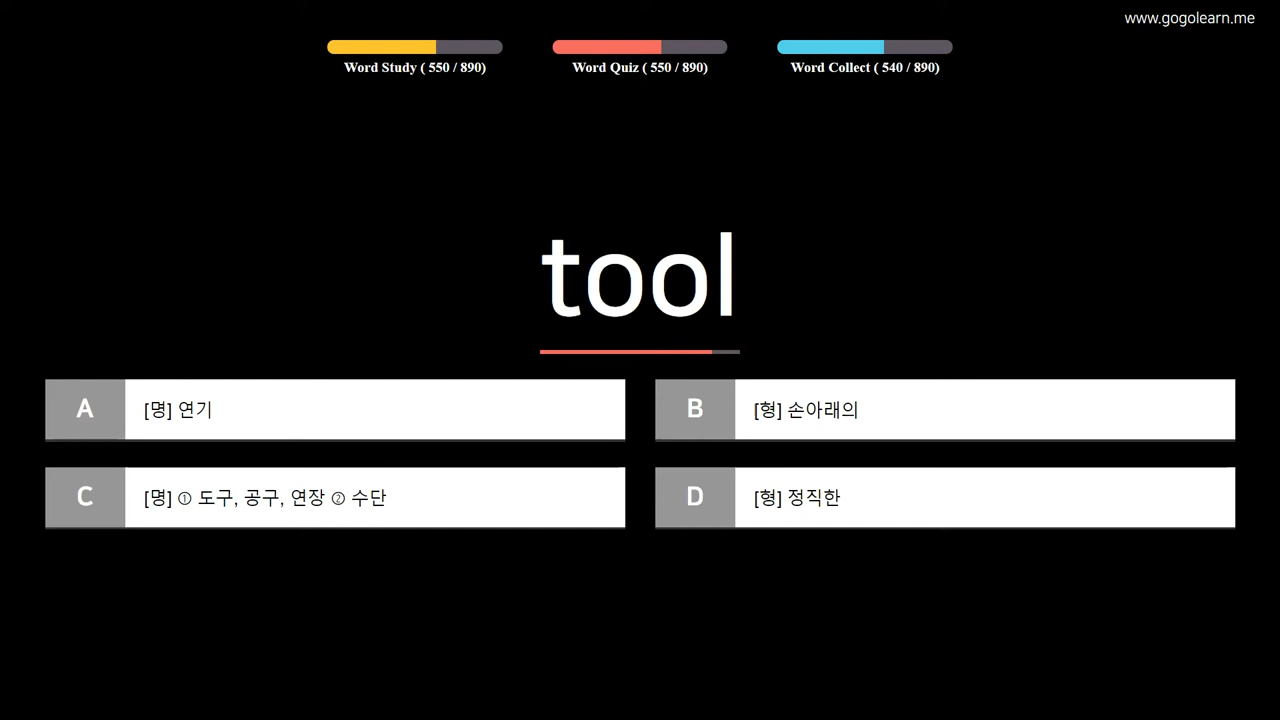 www.gogolearn.me
Word Study ( 550 / 890)
Word Quiz ( 550 / 890)
Word Collect ( 540 / 890)
tool
A [명] 연기
B [형] 손아래의
C [명] ① 도구, 공구, 연장 ② 수단
D [형] 정직한